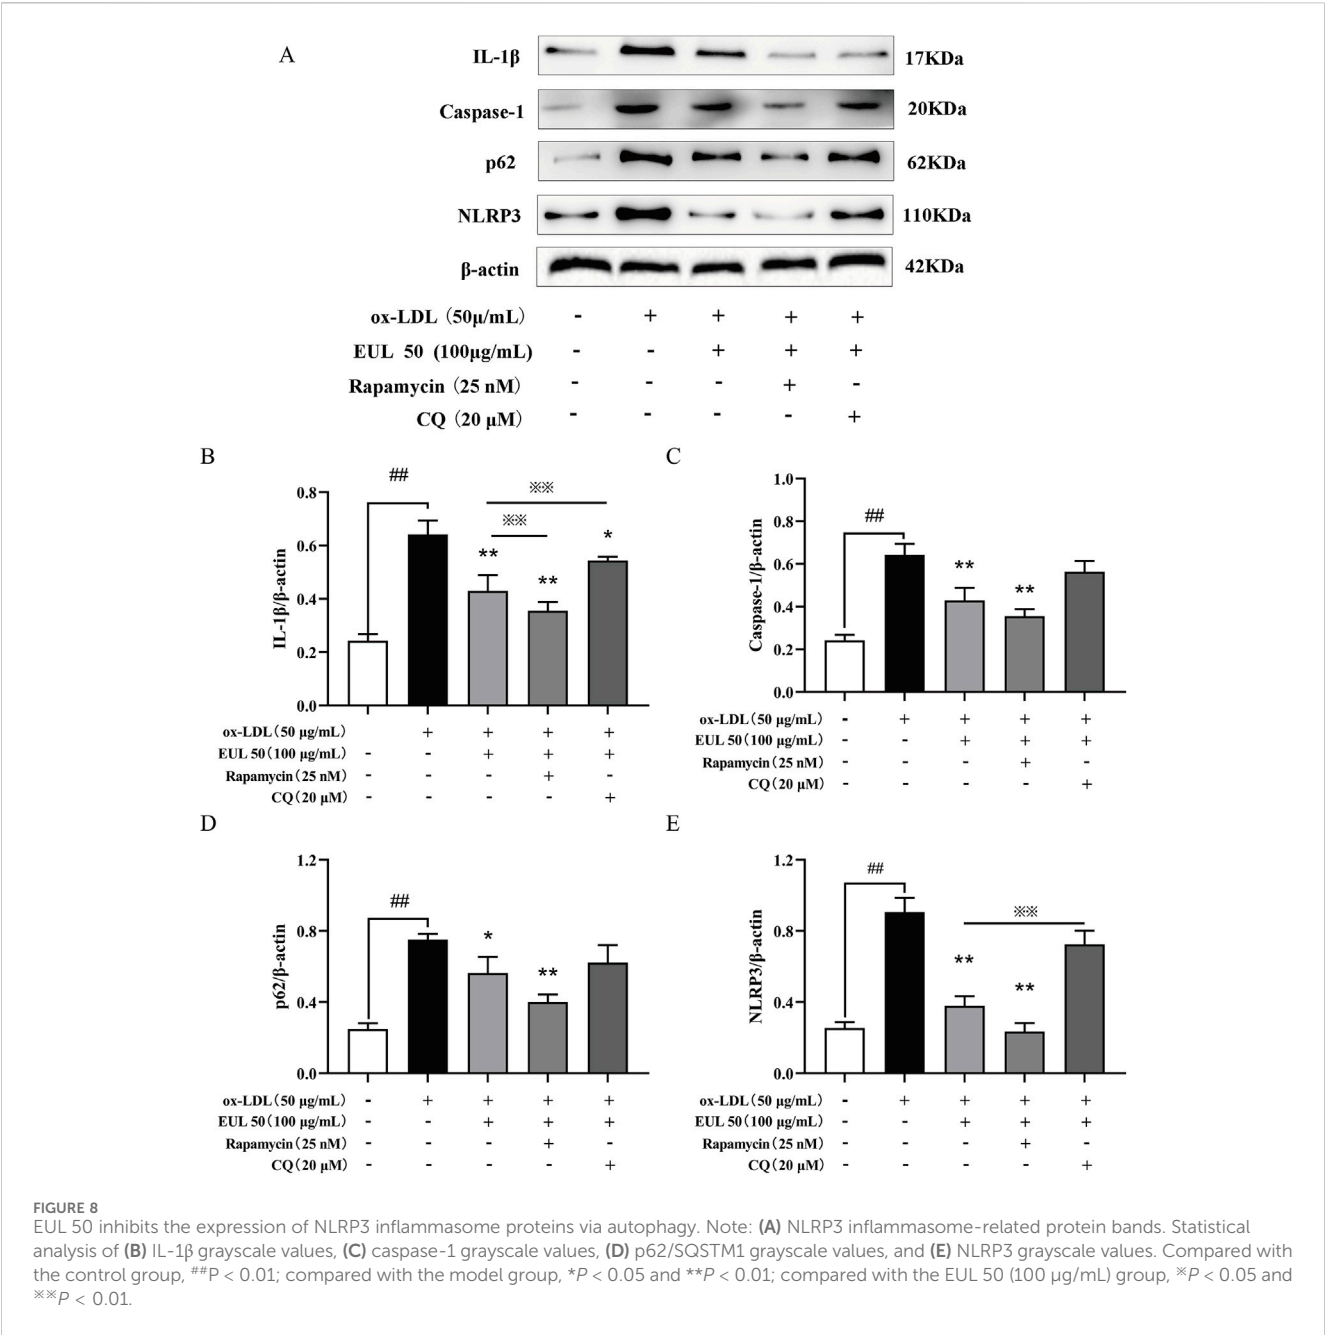 A
IL-1β 17KDa
Caspase-1 20KDa
p62 62KDa
NLRP3 110KDa
β-actin 42KDa
ox-LDL (50μ/mL) - + + + +
EUL 50 (100μg/mL) - - + + +
Rapamycin (25 nM) - - - + -
CQ (20 μM) - - - - +
B
##
※※
※※
** ** *
IL-1β/β-actin
0.8
0.6
0.4
0.2
0.0
ox-LDL(50 μg/mL) + + + +
EUL 50(100 μg/mL) - - + + +
Rapamycin(25 nM) - - - + -
CQ(20 μM) - - - - +
C
##
** **
Caspase-1/β-actin
1.0
0.8
0.6
0.4
0.2
0.0
ox-LDL(50 μg/mL) - + + + +
EUL 50(100 μg/mL) - - + + +
Rapamycin(25 nM) - - - + -
CQ(20 μM) - - - - +
D
##
* **
p62/β-actin
1.2
0.8
0.4
0.0
ox-LDL(50 μg/mL) - + + + +
EUL 50(100 μg/mL) - - + + +
Rapamycin(25 nM) - - - + -
CQ(20 μM) - - - - +
E
##
※※
** **
NLRP3/β-actin
1.2
0.8
0.4
0.0
ox-LDL(50 μg/mL) - + + + +
EUL 50(100 μg/mL) - - + + +
Rapamycin(25 nM) - - - + -
CQ(20 μM) - - - - +
FIGURE 8
EUL 50 inhibits the expression of NLRP3 inflammasome proteins via autophagy. Note: (A) NLRP3 inflammasome-related protein bands. Statistical
analysis of (B) IL-1β grayscale values, (C) caspase-1 grayscale values, (D) p62/SQSTM1 grayscale values, and (E) NLRP3 grayscale values. Compared with
the control group, ##P < 0.01; compared with the model group, *P < 0.05 and **P < 0.01; compared with the EUL 50 (100 μg/mL) group, ※P < 0.05 and
※※P < 0.01.